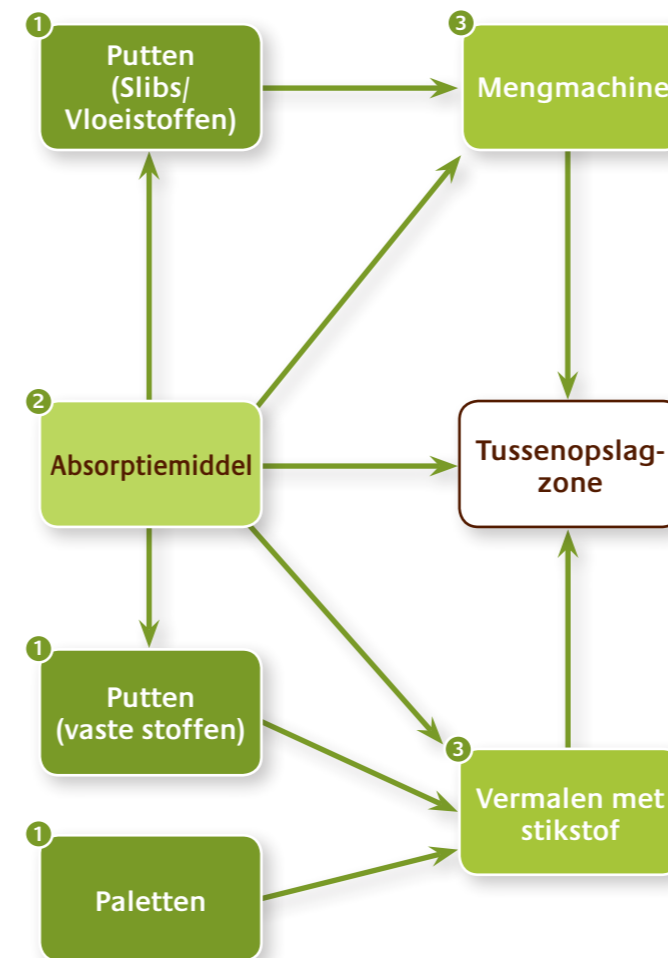 1
Putten
(Slibs/
Vloeistoffen)
3
Mengmachine
2
Absorptiemiddel
Tussenopslag-
zone
1
Putten
(vaste stoffen)
3
Vermalen met
stikstof
1
Paletten